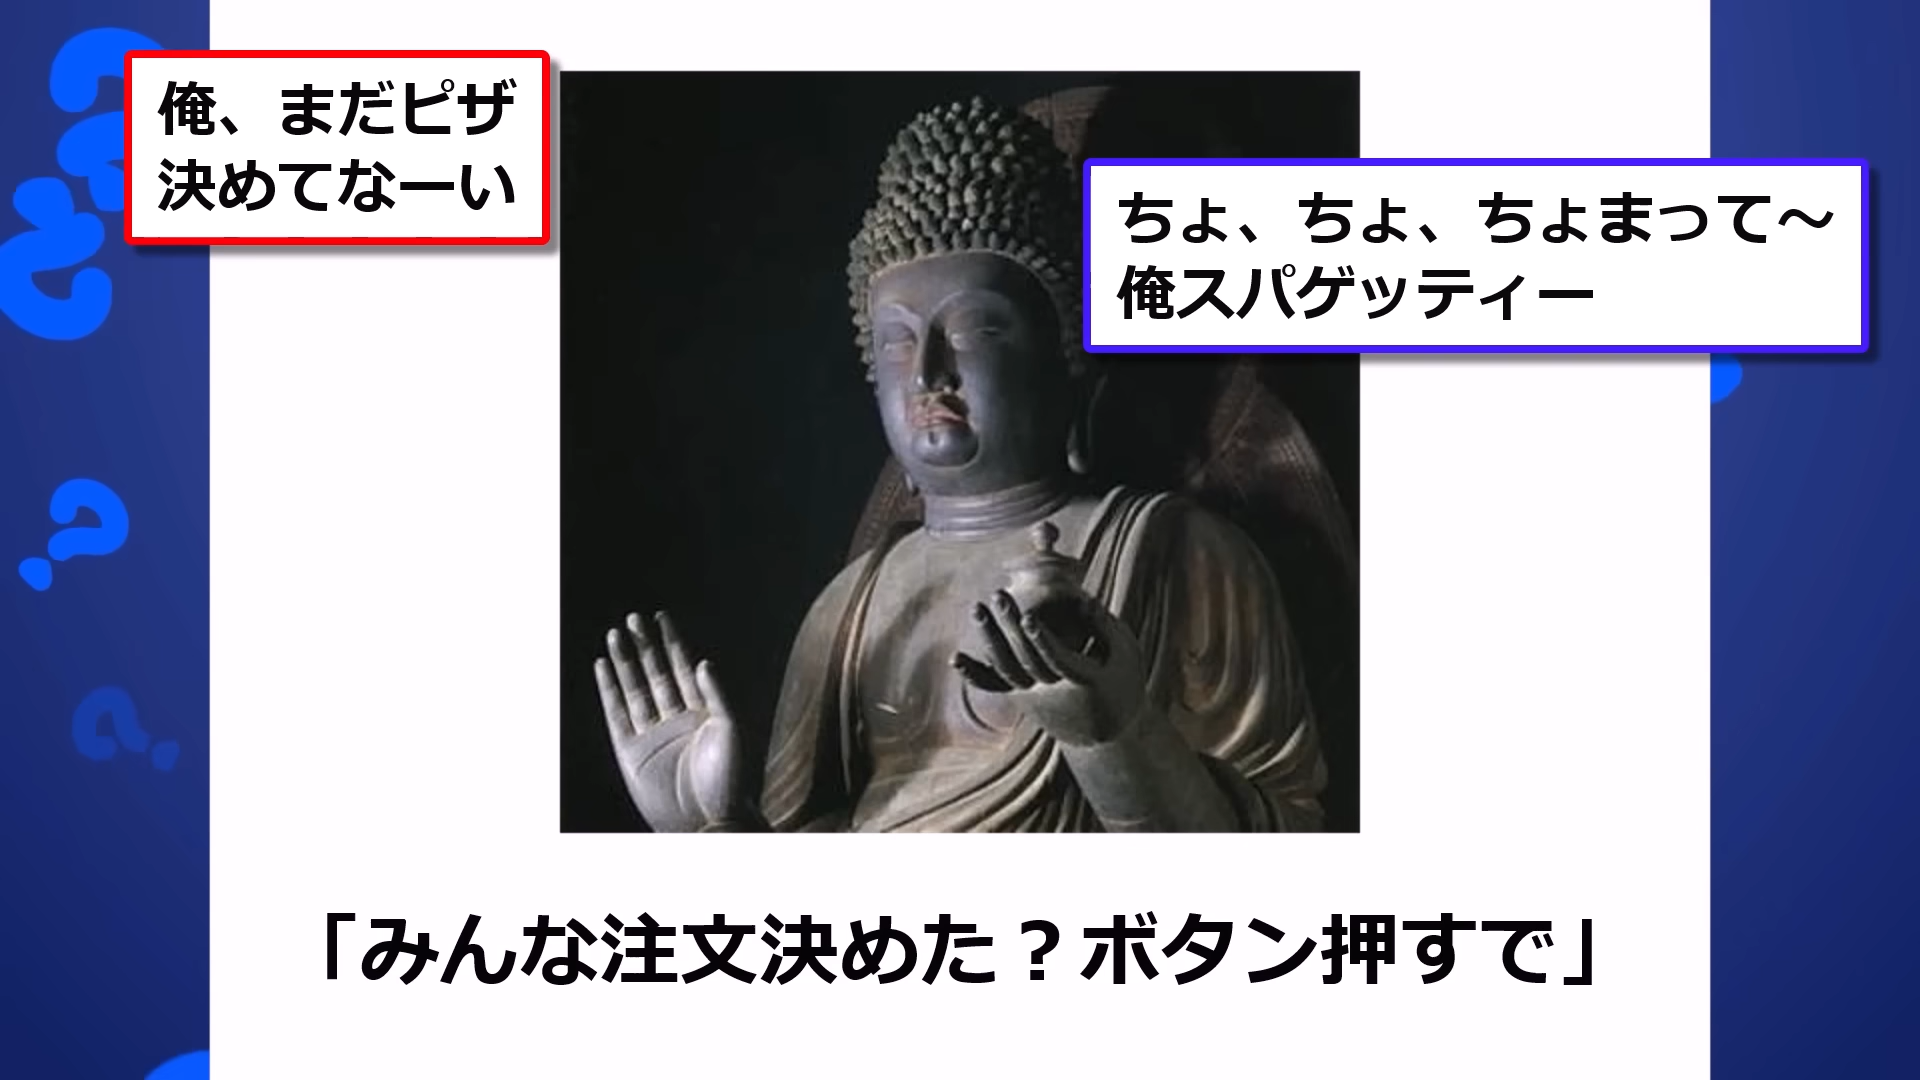 俺、まだピザ
決めてなーい
ちょ、ちょ、ちょまって～
俺スパゲッティー
「みんな注文決めた？ボタン押すで」